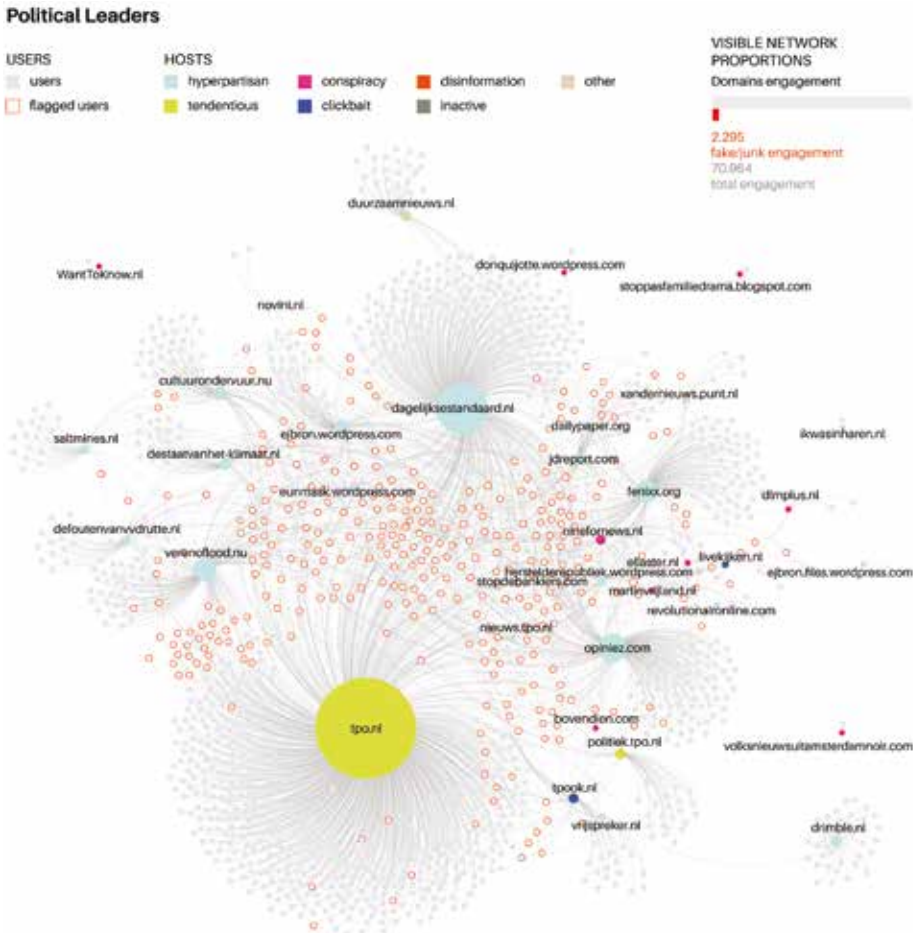 Political Leaders
USERS
users
flagged users
HOSTS
hyperpartisan
conspiracy
disinformation
other
tendentious
clickbait
inactive
VISIBLE NETWORK
PROPORTIONS
Domains engagement
2.295
fake/junk engagement
70.964
total engagement
duurzaamnieuws.nl
WantToKnow.nl
donquijotte.wordpress.com
stoppasfamiliedrama.blogspot.com
novini.nl
cultuurondervuur.nu
xandernieuws.punt.nl
dagelijksestandaard.nl
saltmines.nl
ejbron.wordpress.com
dailypaper.org
ikwasinharen.nl
destaatvanhet-klimaat.nl
jdreport.com
eunmask.wordpress.com
fenixx.org
dlmplus.nl
defoutenvanvvdrutte.nl
ninefornews.nl
verenoflood.nu
ellaster.nl
livekijken.nl
herstelderepubliek.wordpress.com
ejbron.files.wordpress.com
stopdebankiers.com
martinvrijland.nl
revolutionaironline.com
nieuws.tpo.nl
opiniez.com
tpo.nl
bovendien.com
politiek.tpo.nl
volksnieuwsuitamsterdamnoir.com
tpook.nl
vrijspreker.nl
drimble.nl